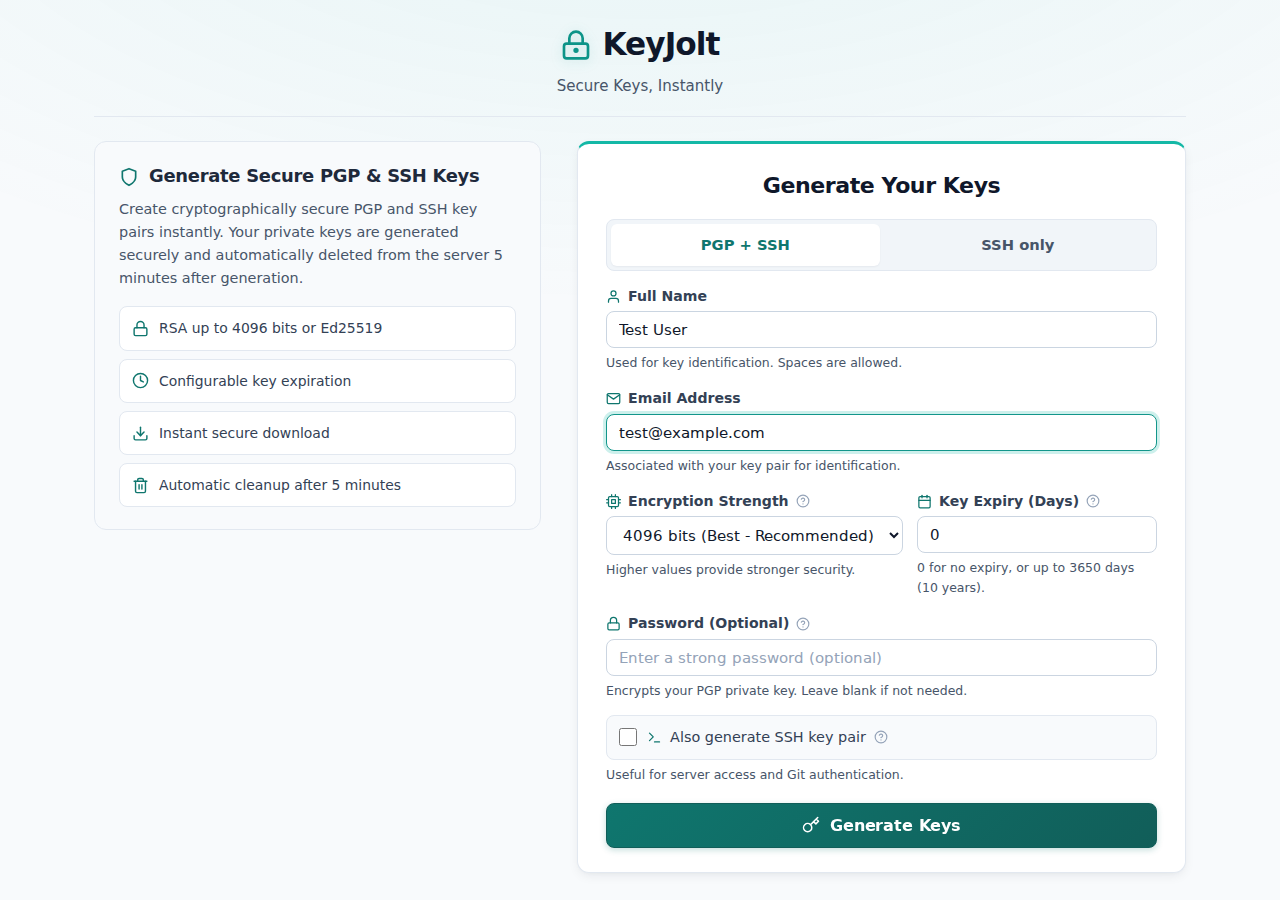 KeyJolt
Secure Keys, Instantly
Generate Secure PGP & SSH Keys
Create cryptographically secure PGP and SSH key
pairs instantly. Your private keys are generated
securely and automatically deleted from the server 5
minutes after generation.
RSA up to 4096 bits or Ed25519
Configurable key expiration
Instant secure download
Automatic cleanup after 5 minutes
Generate Your Keys
PGP + SSH
SSH only
Full Name
Test User
Used for key identification. Spaces are allowed.
Email Address
test@example.com
Associated with your key pair for identification.
Encryption Strength
4096 bits (Best - Recommended)
Higher values provide stronger security.
Key Expiry (Days)
0
0 for no expiry, or up to 3650 days
(10 years).
Password (Optional)
Enter a strong password (optional)
Encrypts your PGP private key. Leave blank if not needed.
Also generate SSH key pair
Useful for server access and Git authentication.
Generate Keys